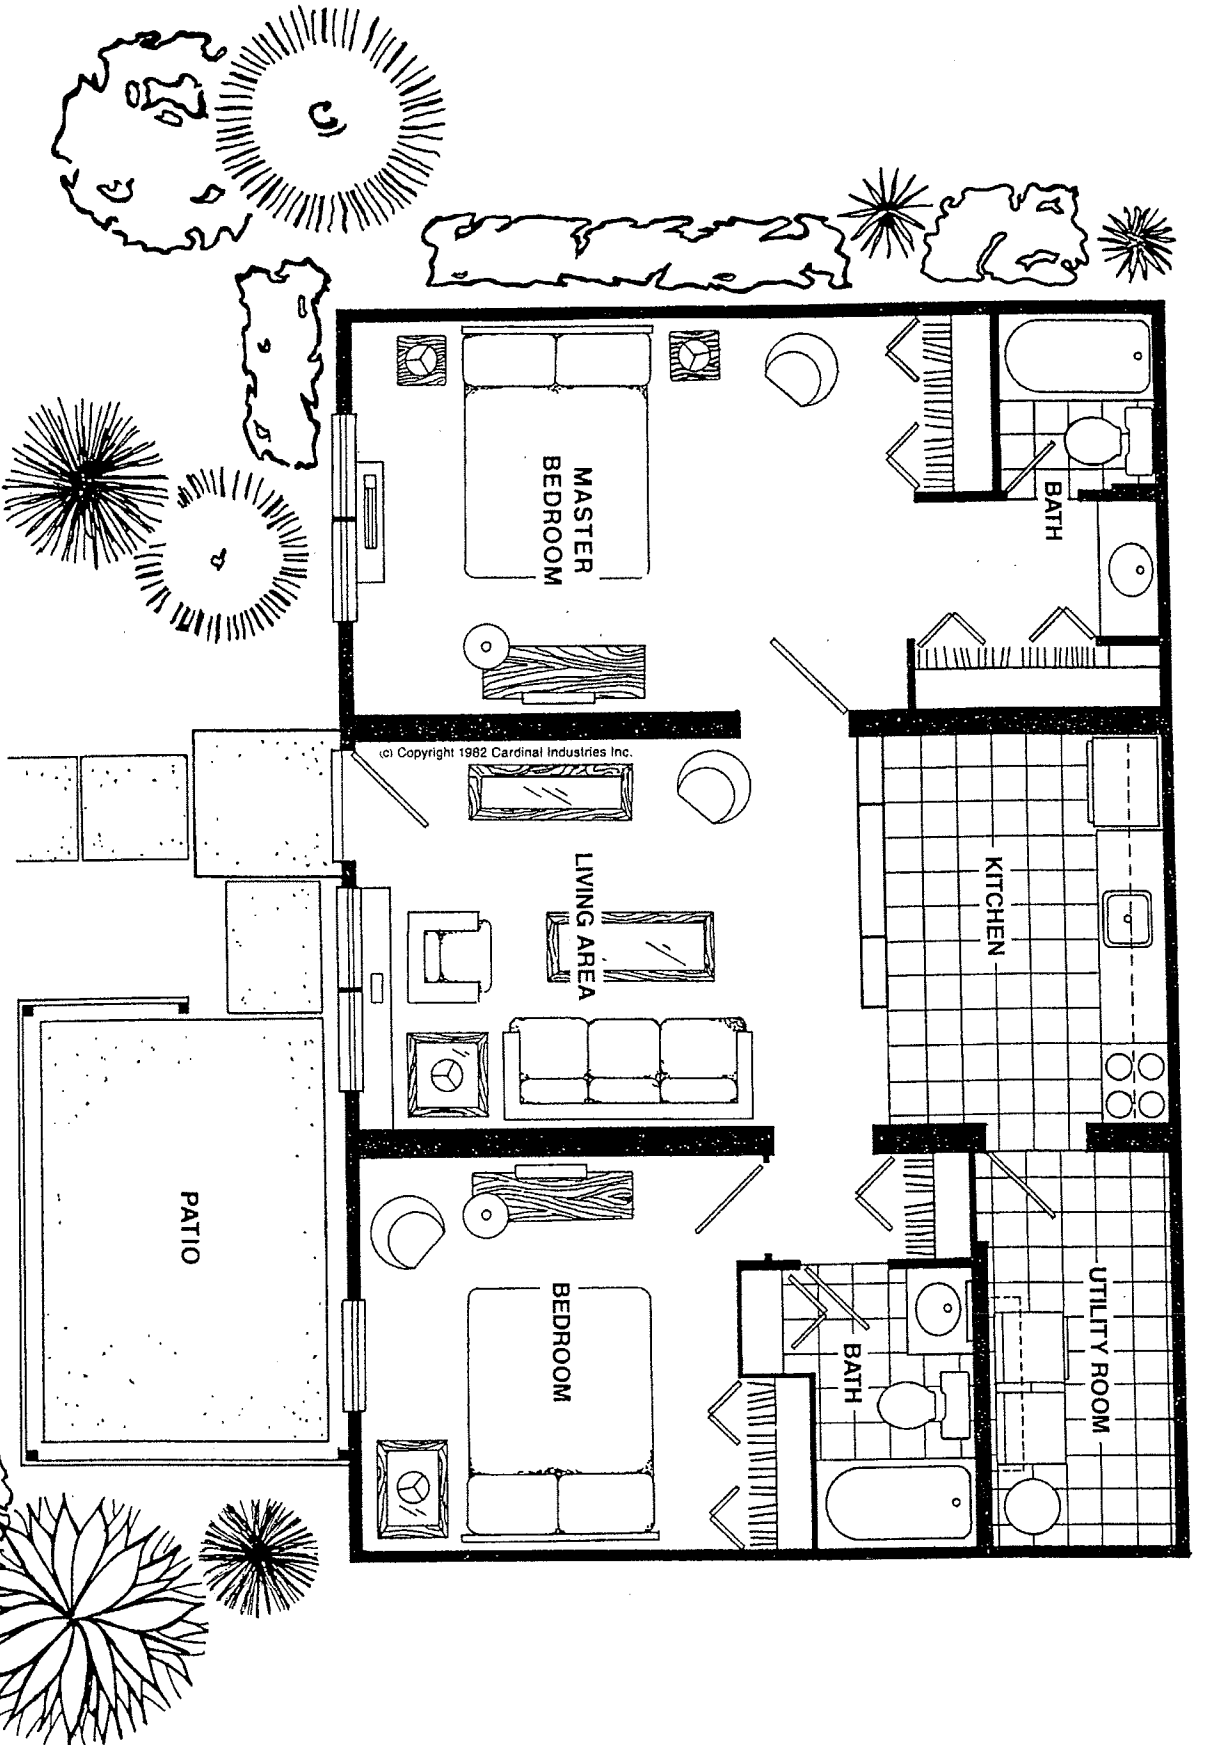 MASTER
BEDROOM
BATH
(c) Copyright 1982 Cardinal Industries Inc.
LIVING AREA
KITCHEN
PATIO
BEDROOM
BATH
UTILITY ROOM